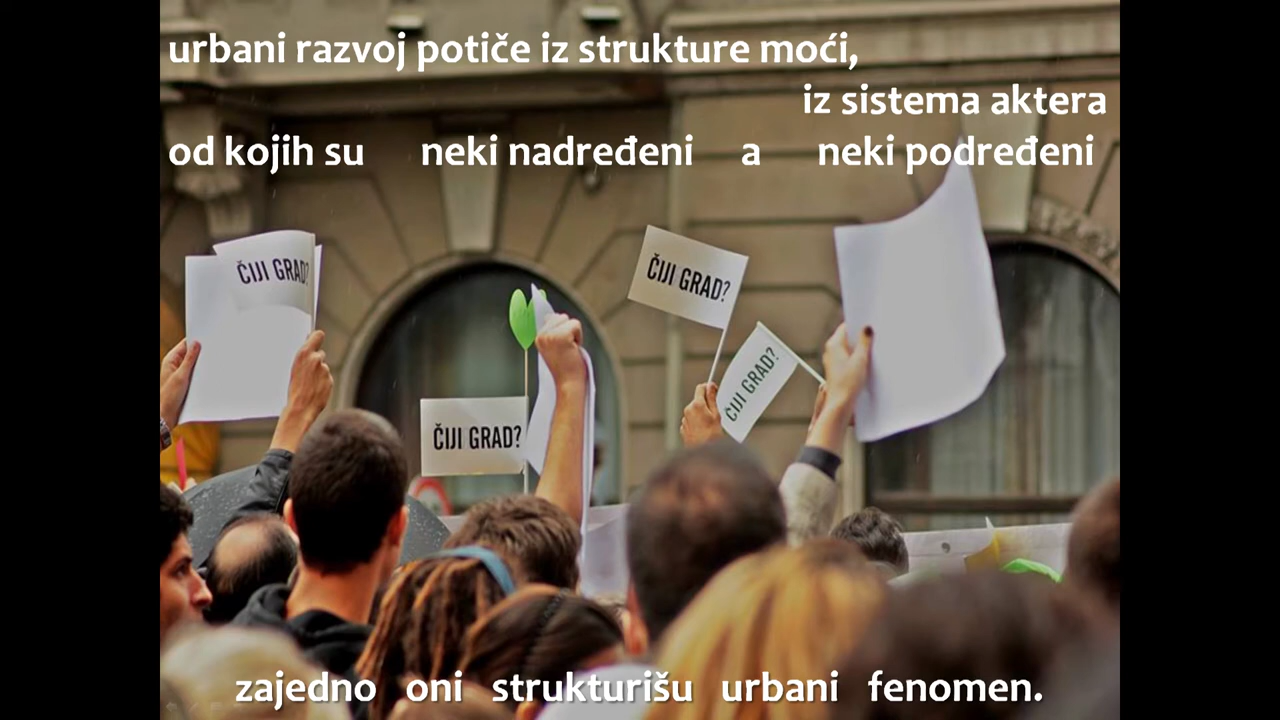 urbani razvoj potiče iz strukture moći,
iz sistema aktera
od kojih su neki nadređeni a neki podređeni
ČIJI GRAD?
ČIJI GRAD?
ČIJI GRAD?
ČIJI GRAD?
zajedno oni strukturišu urbani fenomen.